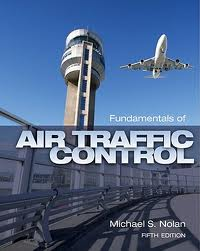 Fundamentals of
AIR TRAFFIC
CONTROL
Michael S. Nolan
FIFTH EDITION